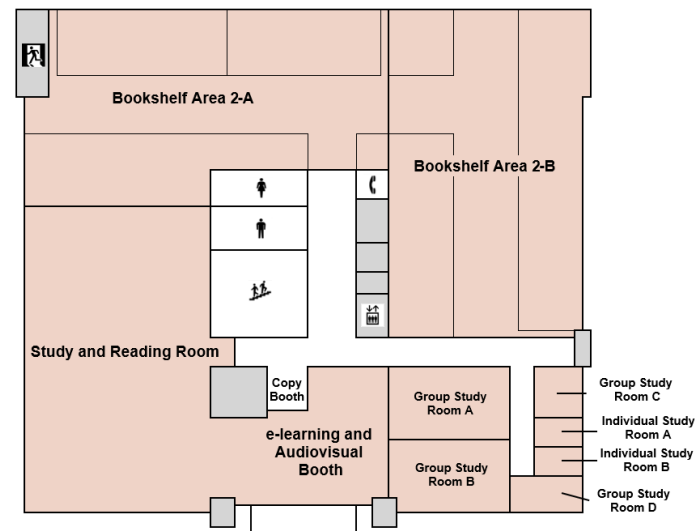 Bookshelf Area 2-A
Bookshelf Area 2-B
Study and Reading Room
Copy
Booth
e-learning and
Audiovisual
Booth
Group Study
Room A
Group Study
Room B
Group Study
Room C
Individual Study
Room A
Individual Study
Room B
Group Study
Room D